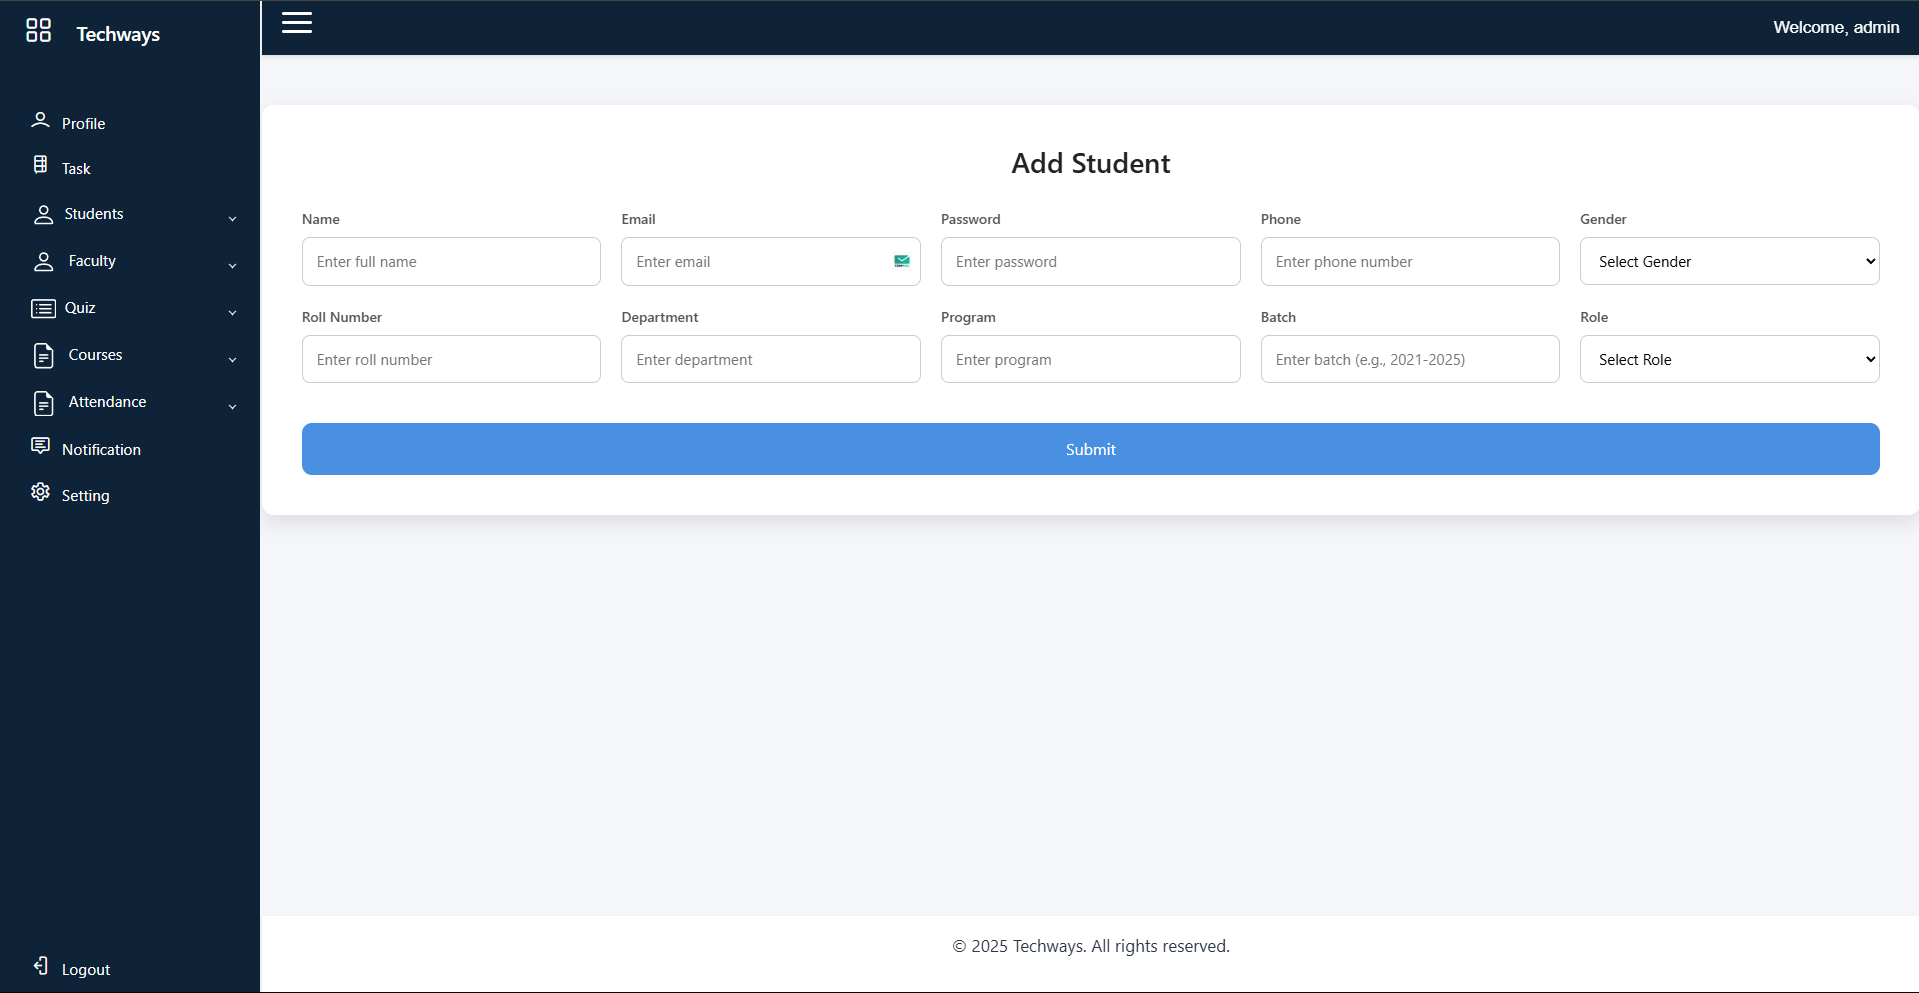 Techways
Welcome, admin
Profile
Task
Students
Faculty
Quiz
Courses
Attendance
Notification
Setting
Logout
Add Student
Name Email Password Phone Gender
Enter full name Enter email Enter password Enter phone number Select Gender
Roll Number Department Program Batch Role
Enter roll number Enter department Enter program Enter batch (e.g., 2021-2025) Select Role
Submit
© 2025 Techways. All rights reserved.